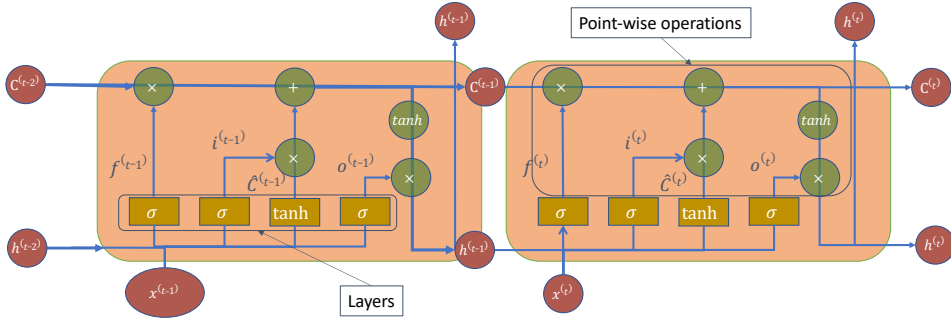 h^(t-1)
h^(t)
Point-wise operations
C^(t-2)
×
+
C^(t-1)
×
+
C^(t)
tanh
tanh
f^(t-1)
i^(t-1)
×
Ĉ^(t-1)
o^(t-1)
×
f^(t)
i^(t)
×
Ĉ^(t)
o^(t)
×
σ
σ
tanh
σ
σ
σ
tanh
σ
h^(t-2)
h^(t-1)
h^(t)
x^(t-1)
Layers
x^(t)